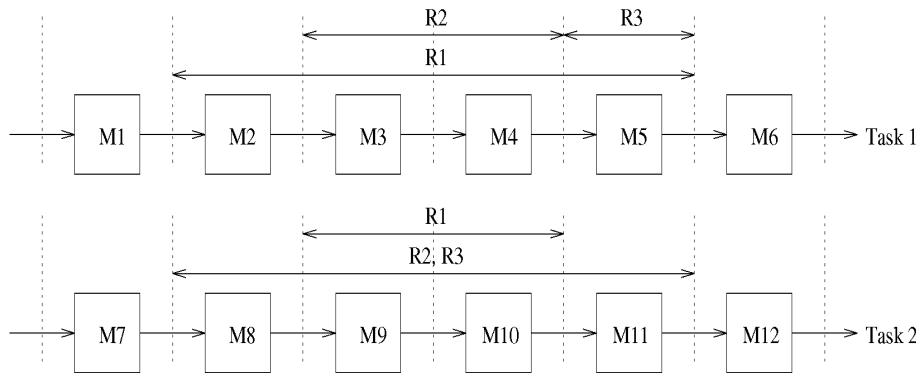 R2 R3
R1
M1 M2 M3 M4 M5 M6 Task 1
R1
R2, R3
M7 M8 M9 M10 M11 M12 Task 2